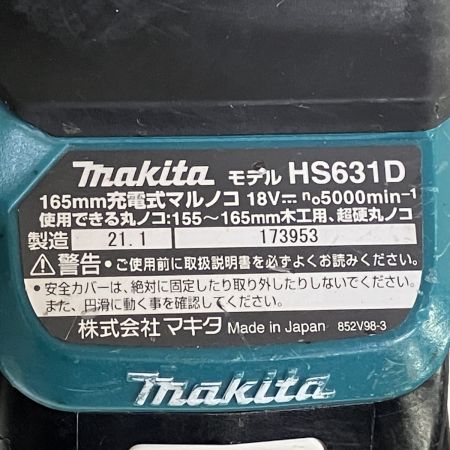 makita モデル HS631D
165mm充電式マルノコ 18V⎓ n₀5000min⁻¹
使用できる丸ノコ:155～165mm木工用、超硬丸ノコ
製造 21.1 173953
⚠警告・ご使用前に取扱説明書を必ずよくお読みください。
・安全カバーは、絶対に固定したり取り外したりしないでください。
また、円滑に動く事を確認してください。
株式会社 マキタ Made in Japan 852V98-3
makita